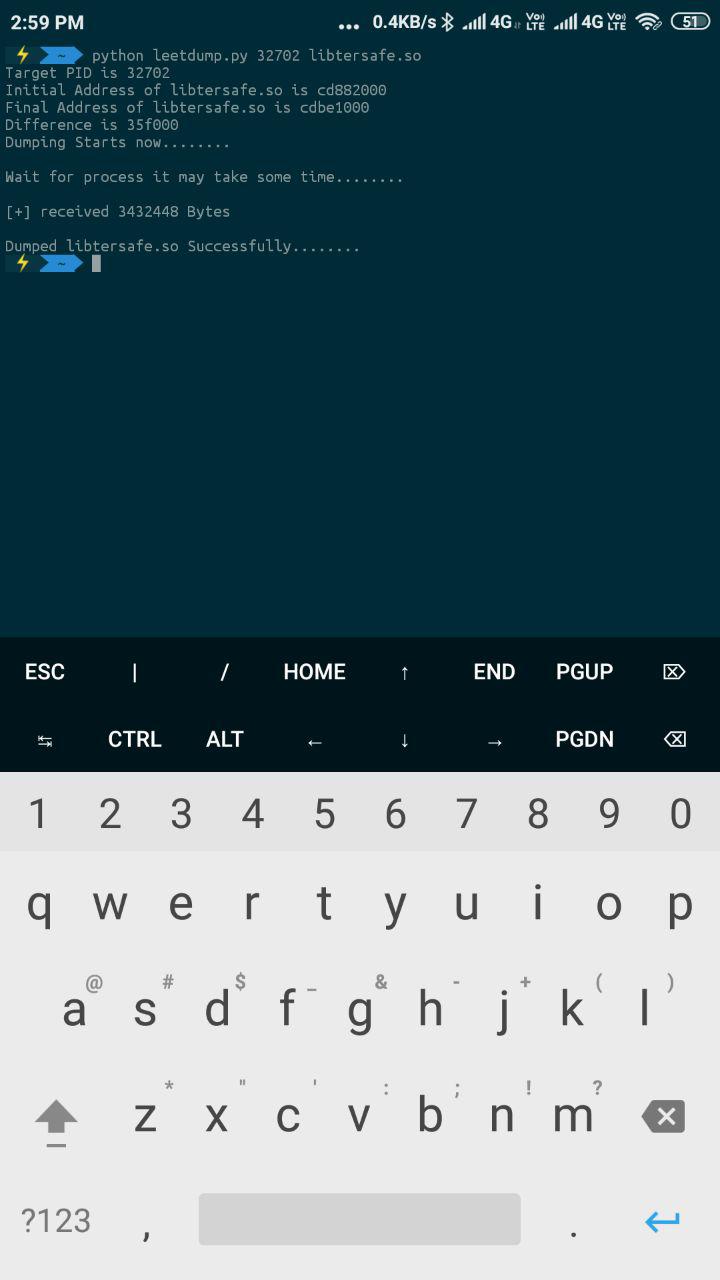 2:59 PM ... 0.4KB/s 4G Vo) LTE 4G Vo) LTE 51
~ python leetdump.py 32702 libtersafe.so
Target PID is 32702
Initial Address of libtersafe.so is cd882000
Final Address of libtersafe.so is cdbe1000
Difference is 35f000
Dumping Starts now........
Wait for process it may take some time........
[+] received 3432448 Bytes
Dumped libtersafe.so Successfully........
~
ESC | / HOME ↑ END PGUP ⌦
↹ CTRL ALT ← ↓ → PGDN ⌫
1 2 3 4 5 6 7 8 9 0
q w e r t y u i o p
@ # $ _ & - + ( )
a s d f g h j k l
* " ' : ; ! ?
z x c v b n m
?123 , .